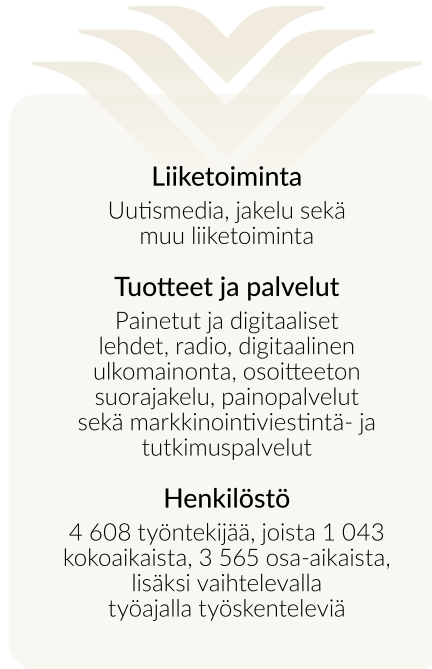 Liiketoiminta
Uutismedia, jakelu sekä
muu liiketoiminta
Tuotteet ja palvelut
Painetut ja digitaaliset
lehdet, radio, digitaalinen
ulkomainonta, osoitteeton
suorajakelu, painopalvelut
sekä markkinointiviestintä- ja
tutkimuspalvelut
Henkilöstö
4 608 työntekijää, joista 1 043
kokoaikaista, 3 565 osa-aikaista,
lisäksi vaihtelevalla
työajalla työskenteleviä